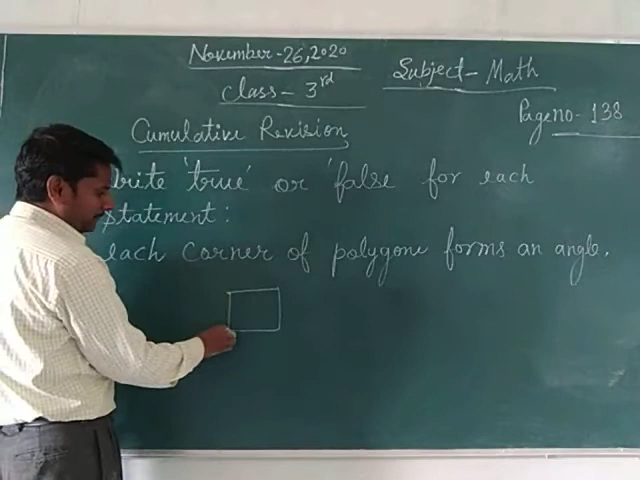 November-26,2020
Subject-Math
Class-3rd
Page no-138
Cumulative Revision
Write 'true' or 'false for each
statement:
each corner of polygone forms an angle.